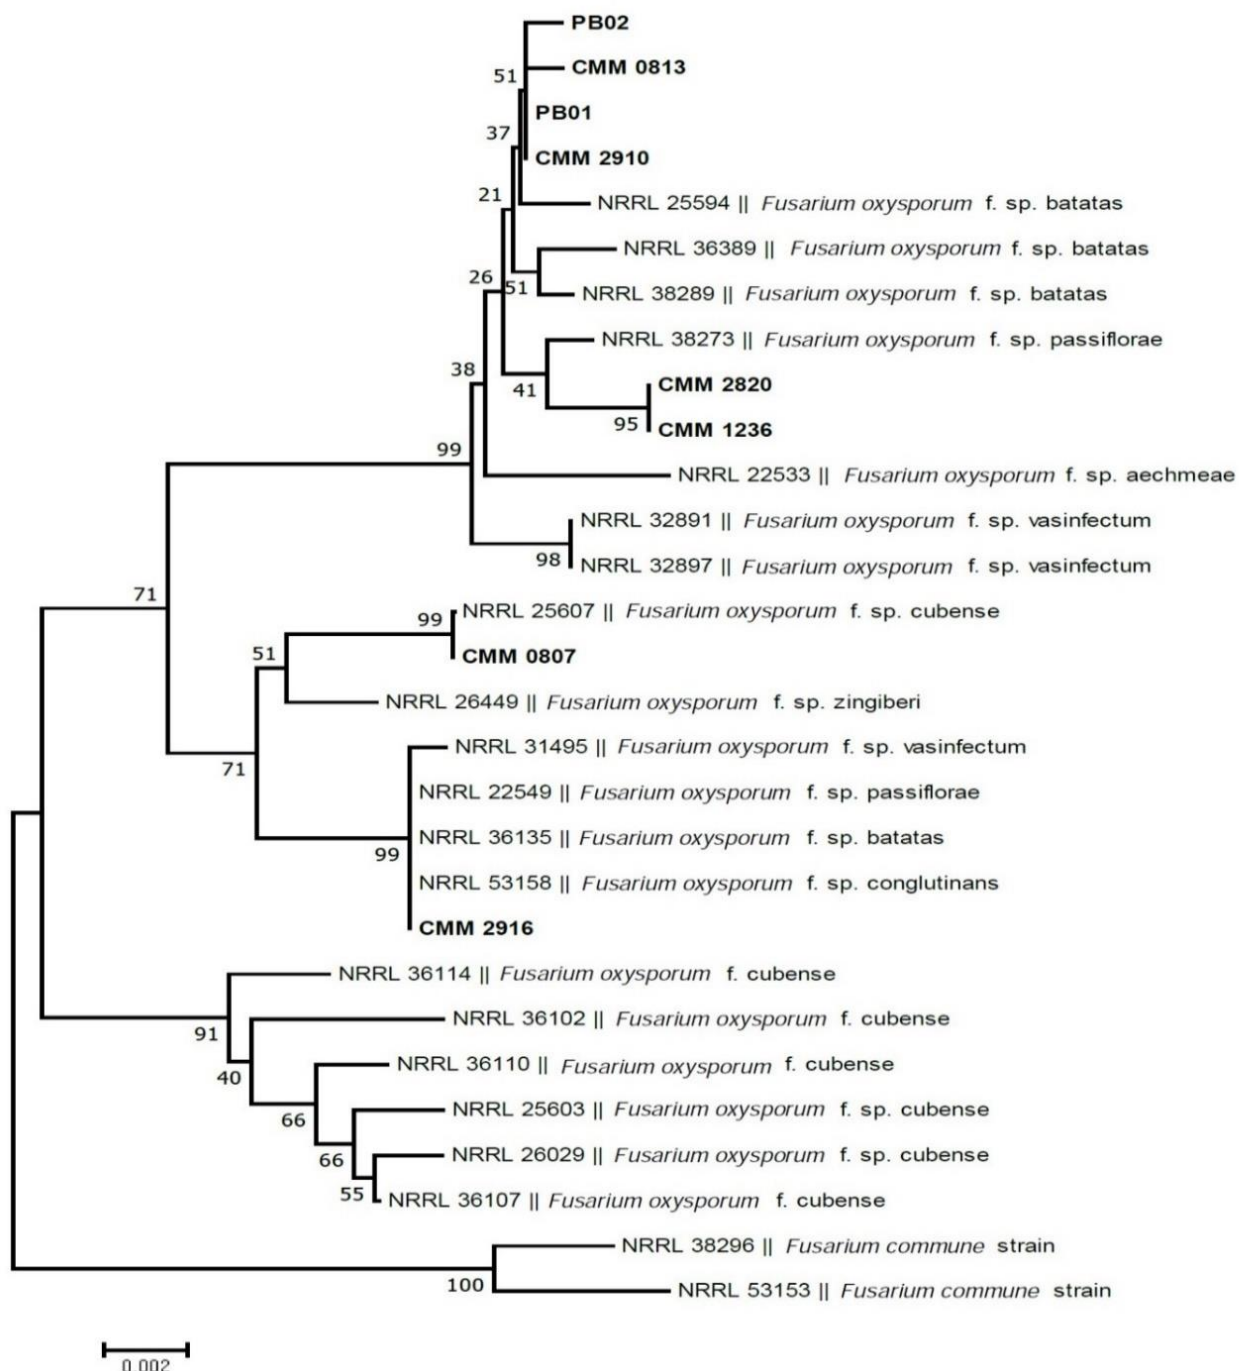 PB02
CMM 0813
51
PB01
37
CMM 2910
21
NRRL 25594 || Fusarium oxysporum f. sp. batatas
NRRL 36389 || Fusarium oxysporum f. sp. batatas
26
51
NRRL 38289 || Fusarium oxysporum f. sp. batatas
NRRL 38273 || Fusarium oxysporum f. sp. passiflorae
38
CMM 2820
41
95
CMM 1236
99
NRRL 22533 || Fusarium oxysporum f. sp. aechmeae
NRRL 32891 || Fusarium oxysporum f. sp. vasinfectum
98
NRRL 32897 || Fusarium oxysporum f. sp. vasinfectum
71
NRRL 25607 || Fusarium oxysporum f. sp. cubense
99
51
CMM 0807
NRRL 26449 || Fusarium oxysporum f. sp. zingiberi
NRRL 31495 || Fusarium oxysporum f. sp. vasinfectum
71
NRRL 22549 || Fusarium oxysporum f. sp. passiflorae
NRRL 36135 || Fusarium oxysporum f. sp. batatas
99
NRRL 53158 || Fusarium oxysporum f. sp. conglutinans
CMM 2916
NRRL 36114 || Fusarium oxysporum f. cubense
NRRL 36102 || Fusarium oxysporum f. cubense
91
NRRL 36110 || Fusarium oxysporum f. cubense
40
NRRL 25603 || Fusarium oxysporum f. sp. cubense
66
NRRL 26029 || Fusarium oxysporum f. sp. cubense
66
55
NRRL 36107 || Fusarium oxysporum f. cubense
NRRL 38296 || Fusarium commune strain
100
NRRL 53153 || Fusarium commune strain
0.002